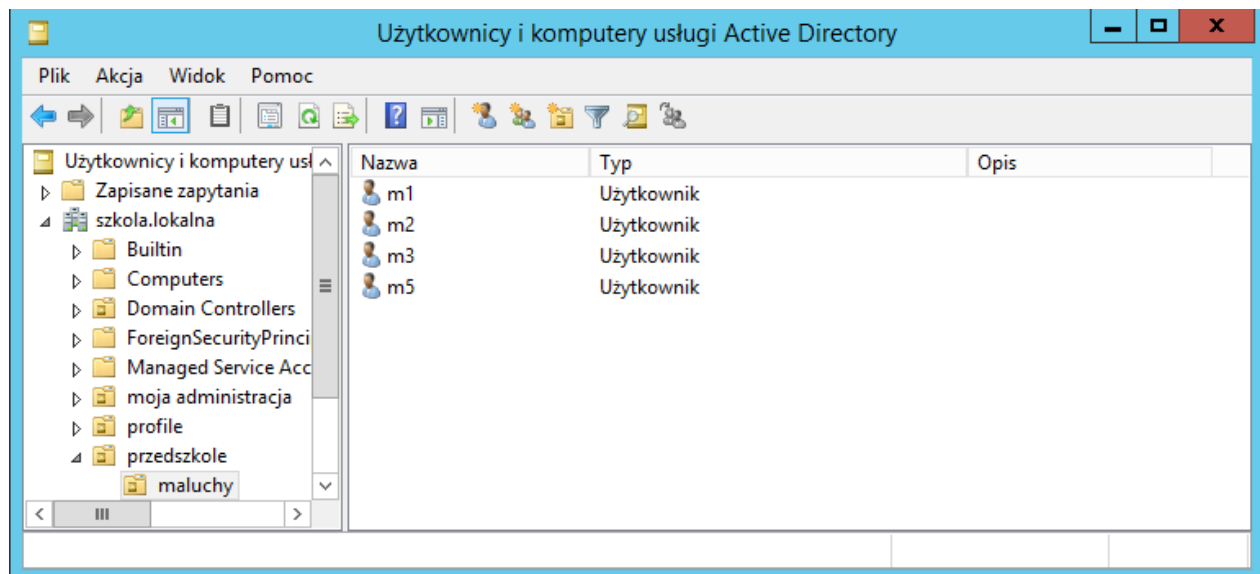 Użytkownicy i komputery usługi Active Directory
Plik Akcja Widok Pomoc
Użytkownicy i komputery usł
Zapisane zapytania
szkola.lokalna
Builtin
Computers
Domain Controllers
ForeignSecurityPrinci
Managed Service Acc
moja administracja
profile
przedszkole
maluchy
Nazwa Typ Opis
m1 Użytkownik
m2 Użytkownik
m3 Użytkownik
m5 Użytkownik